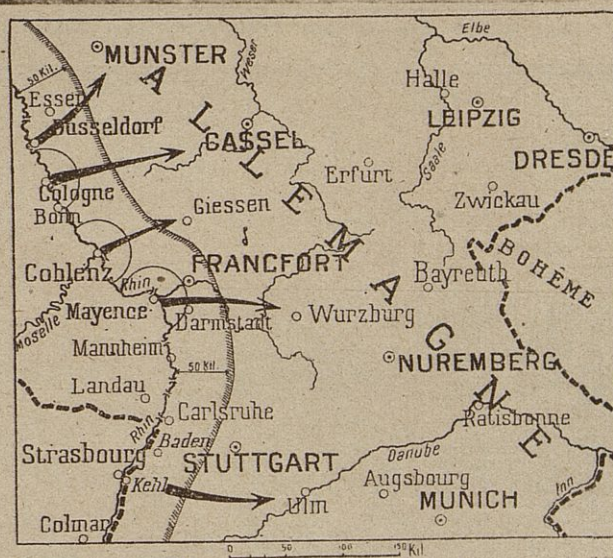 Elbe
MUNSTER
Weser
50 Kil.
Halle
Essen
LEIPZIG
Dusseldorf
CASSEL
DRESDE
Erfurt
Saale
Cologne
Zwickau
Bonn
Giessen
ALLEMAGNE
BOHÊME
Coblenz
FRANCFORT
Bayreuth
Rhin
Mayence
Darmstadt
Wurzburg
Moselle
Mannheim
NUREMBERG
50 Kil.
Landau
Carlsruhe
Ratisbonne
Rhin
Baden
Strasbourg
STUTTGART
Danube
Kehl
Augsbourg
Inn
Ulm
MUNICH
Colmar
0 50 100 150 Kil